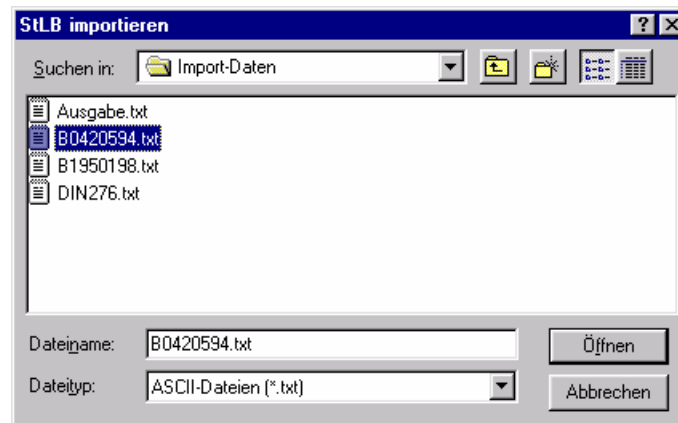 StLB importieren
Suchen in: Import-Daten
Ausgabe.txt
B0420594.txt
B1950198.txt
DIN276.txt
Dateiname: B0420594.txt Öffnen
Dateityp: ASCII-Dateien (*.txt) Abbrechen